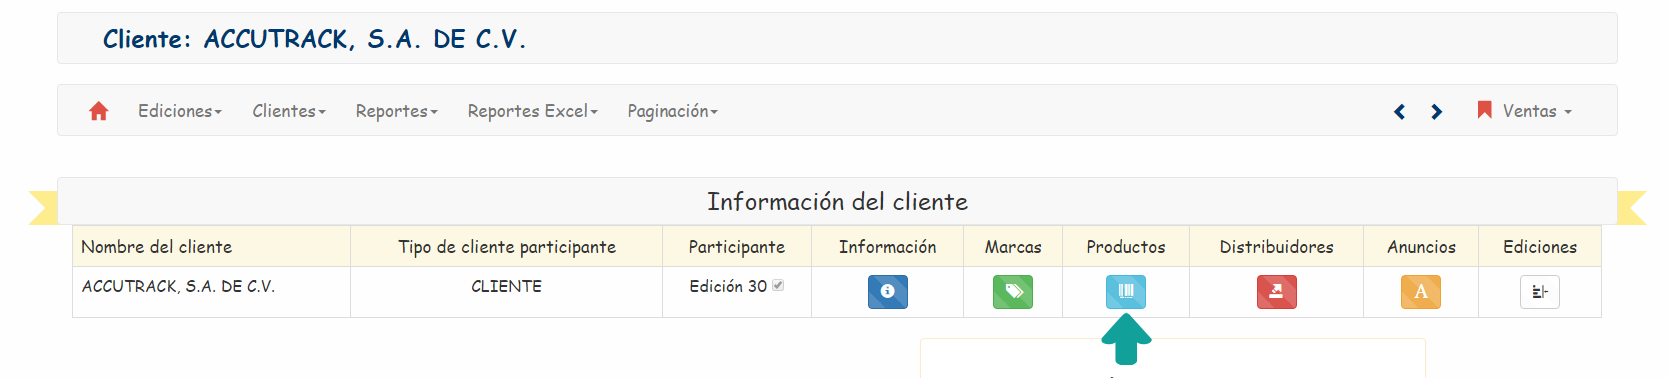 Cliente: ACCUTRACK, S.A. DE C.V.
Ediciones Clientes Reportes Reportes Excel Paginación Ventas
Información del cliente
Nombre del cliente Tipo de cliente participante Participante Información Marcas Productos Distribuidores Anuncios Ediciones
ACCUTRACK, S.A. DE C.V. CLIENTE Edición 30 A